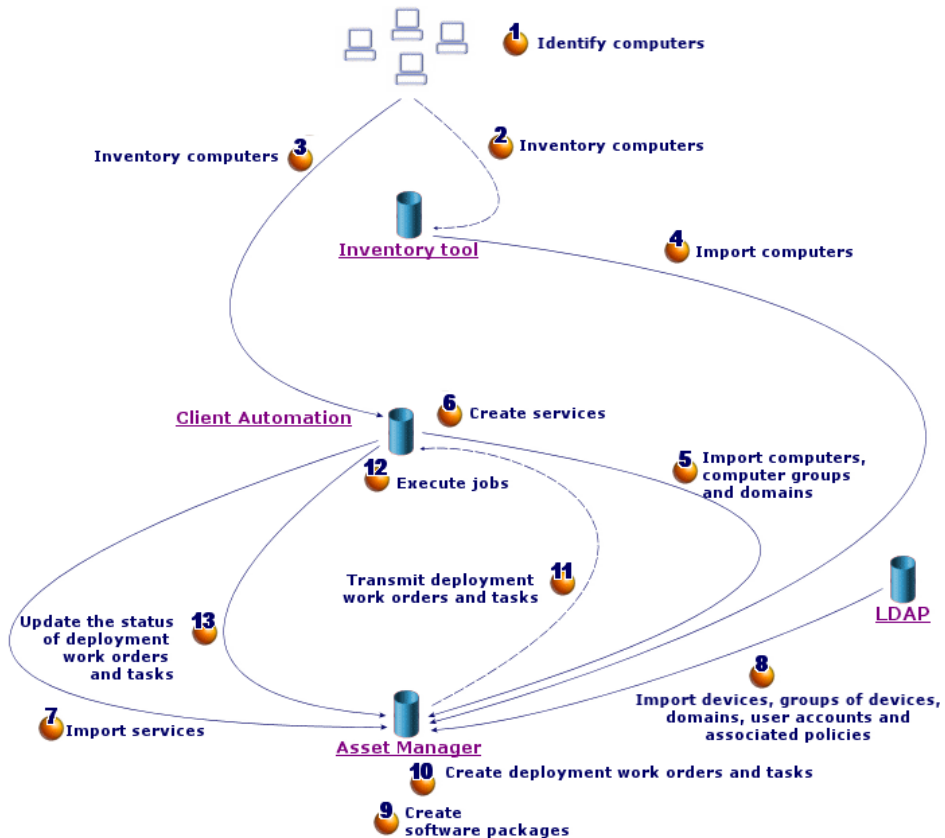 1 Identify computers
2 Inventory computers
3 Inventory computers
Inventory tool
4 Import computers
Client Automation
6 Create services
5 Import computers,
computer groups
and domains
12 Execute jobs
11 Transmit deployment
work orders and tasks
LDAP
13 Update the status
of deployment
work orders
and tasks
8
Import devices, groups of devices,
domains, user accounts and
associated policies
7 Import services
Asset Manager
10 Create deployment work orders and tasks
9 Create
software packages